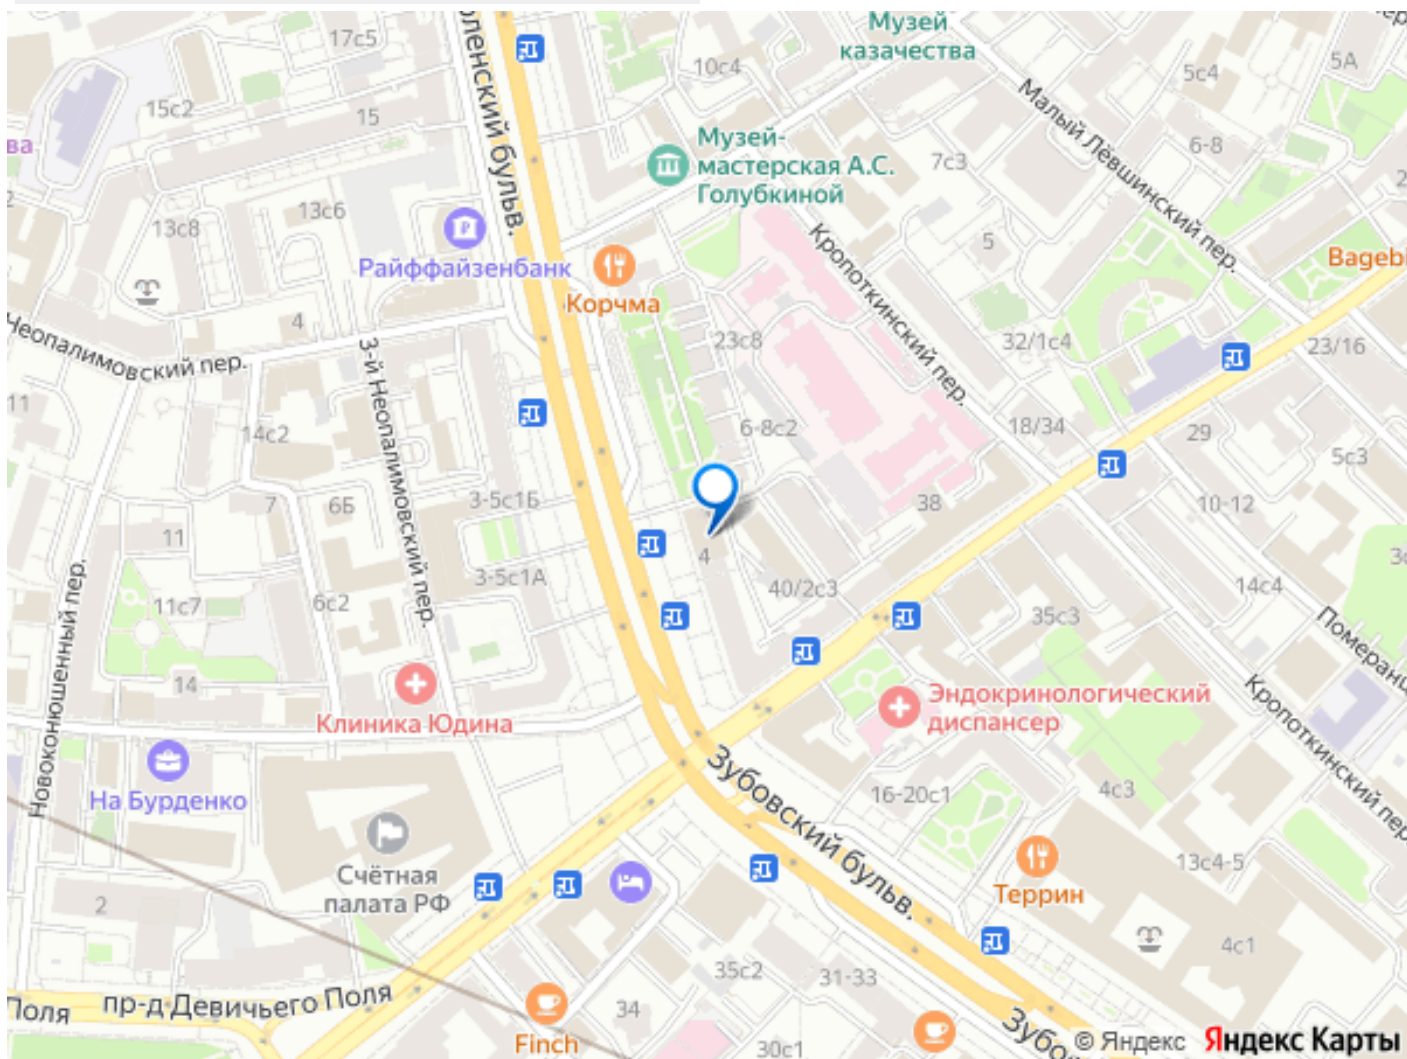 Музей
казачества
17с5
10с4
5с4
5А
15с2
15
Смоленский бульв.
Малый Лёвшинский пер.
6-8
Музей-
мастерская А.С.
Голубкиной
7с3
ва
13с6
13с8
5
Кропоткинский пер.
Bagebi
Райффайзенбанк
Корчма
4
Неопалимовский пер.
3-й Неопалимовский пер.
23с8
32/1с4
23/16
11
14с2
6-8с2
18/34
29
5с3
7
6Б
3-5с1Б
38
10-12
11
4
3-5с1А
40/2с3
14с4
11с7
6с2
35с3
Новоконюшенный пер.
14
Клиника Юдина
Эндокринологический
диспансер
Кропоткинский пер.
На Бурденко
Зубовский бульв.
16-20с1
4с3
Счётная
палата РФ
Террин
13с4-5
2
4с1
35с2
31-33
34
Поля
пр-д Девичьего Поля
Finch
30с1
© Яндекс
Яндекс Карты